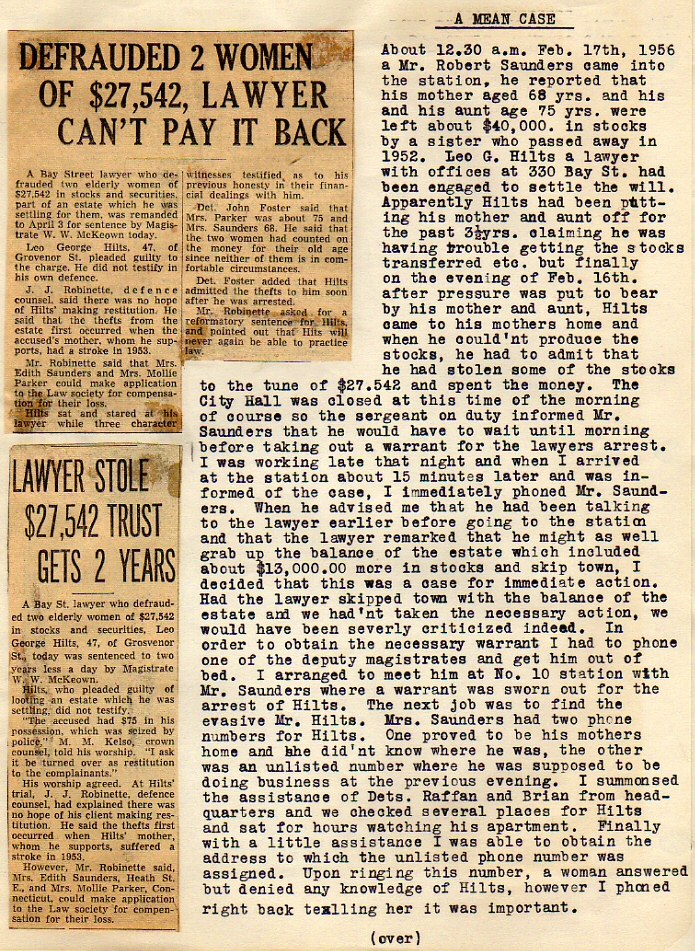 A MEAN CASE
DEFRAUDED 2 WOMEN
OF $27,542, LAWYER
CAN'T PAY IT BACK
A Bay Street lawyer who de-
frauded two elderly women of
$27,542 in stocks and securities,
part of an estate which he was
settling for them, was remanded
to April 3 for sentence by Magis-
trate W. W. McKeown today.
Leo George Hilts, 47, of
Grovenor St. pleaded guilty to
the charge. He did not testify in
his own defence.
J. J. Robinette, defence
counsel, said there was no hope
of Hilts' making restitution. He
said that the thefts from the
estate first occurred when the
accused's mother, whom he sup-
ports, had a stroke in 1953.
Mr. Robinette said that Mrs.
Edith Saunders and Mrs. Mollie
Parker could make application
to the Law society for compensa-
tion for their loss.
Hilts sat and stared at his
lawyer while three character
witnesses testified as to his
previous honesty in their finan-
cial dealings with him.
Det. John Foster said that
Mrs. Parker was about 75 and
Mrs. Saunders 68. He said that
the two women had counted on
the money for their old age
since neither of them is in com-
fortable circumstances.
Det. Foster added that Hilts
admitted the thefts to him soon
after he was arrested.
Mr. Robinette asked for a
reformatory sentence for Hilts,
and pointed out that Hits will
never again be able to practice
law.
LAWYER STOLE
$27,542 TRUST
GETS 2 YEARS
A Bay St. lawyer who defraud-
ed two elderly women of $27,542
in stocks and securities, Leo
George Hilts, 47, of Grosvenor
St., today was sentenced to two
years less a day by Magistrate
W. W. McKeown.
Hilts, who pleaded guilty of
looting an estate which he was
settling, did not testify.
"The accused had $75 in his
possession, which was seized by
police," M. M. Kelso, crown
counsel, told his worship. "I ask
it be turned over as restitution
to the complainants."
His worship agreed. At Hilts'
trial, J. J. Robinette, defence
counsel, had explained there was
no hope of his client making res-
titution. He said the thefts first
occurred when Hilts' mother,
whom he supports, suffered a
stroke in 1953.
However, Mr. Robinette said,
Mrs. Edith Saunders, Heath St.
E., and Mrs. Mollie Parker, Con-
necticut, could make application
to the Law society for compen-
sation for their loss.
About 12.30 a.m. Feb. 17th, 1956
a Mr. Robert Saunders came into
the station, he reported that
his mother aged 68 yrs. and his
and his aunt age 75 yrs. were
left about $40,000. in stocks
by a sister who passed away in
1952. Leo G. Hilts a lawyer
with offices at 330 Bay St. had
been engaged to settle the will.
Apparently Hilts had been putt-
ing his mother and aunt off for
the past 3½yrs. claiming he was
having trouble getting the stocks
transferred etc. but finally
on the evening of Feb. 16th.
after pressure was put to bear
by his mother and aunt, Hilts
came to his mothers home and
when he could'nt produce the
stocks, he had to admit that
he had stolen some of the stocks
to the tune of $27.542 and spent the money. The
City Hall was closed at this time of the morning
of course so the sergeant on duty informed Mr.
Saunders that he would have to wait until morning
before taking out a warrant for the lawyers arrest.
I was working late that night and when I arrived
at the station about 15 minutes later and was in-
formed of the case, I immediately phoned Mr. Saund-
ers. When he advised me that he had been talking
to the lawyer earlier before going to the station
and that the lawyer remarked that he might as well
grab up the balance of the estate which included
about $13,000.00 more in stocks and skip town, I
decided that this was a case for immediate action.
Had the lawyer skipped town with the balance of the
estate and we had'nt taken the necessary action, we
would have been severly criticized indeed. In
order to obtain the necessary warrant I had to phone
one of the deputy magistrates and get him out of
bed. I arranged to meet him at No. 10 station with
Mr. Saunders where a warrant was sworn out for the
arrest of Hilts. The next job was to find the
evasive Mr. Hilts. Mrs. Saunders had two phone
numbers for Hilts. One proved to be his mothers
home and she did'nt know where he was, the other
was an unlisted number where he was supposed to be
doing business at the previous evening. I summonsed
the assistance of Dets. Raffan and Brian from head-
quarters and we checked several places for Hilts
and sat for hours watching his apartment. Finally
with a little assistance I was able to obtain the
address to which the unlisted phone number was
assigned. Upon ringing this number, a woman answered
but denied any knowledge of Hilts, however I phoned
right back texlling her it was important.
(over)